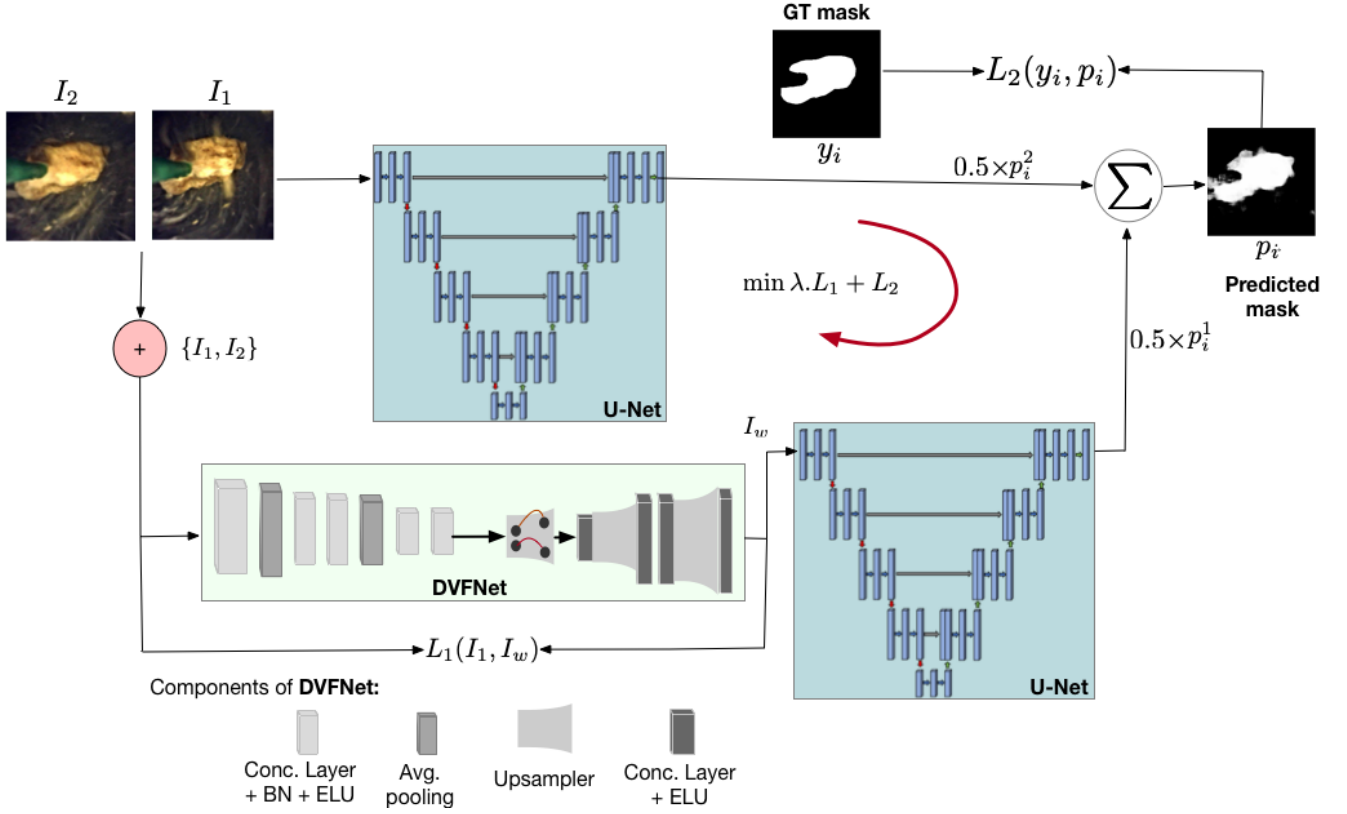 GT mask
I₂
I₁
L₂(yᵢ, pᵢ)
yᵢ
0.5×pᵢ²
∑
pᵢ
Predicted
mask
min λ.L₁ + L₂
+
{I₁, I₂}
0.5×pᵢ¹
U-Net
I_w
DVFNet
L₁(I₁, I_w)
U-Net
Components of DVFNet:
Conc. Layer
+ BN + ELU
Avg.
pooling
Upsampler
Conc. Layer
+ ELU